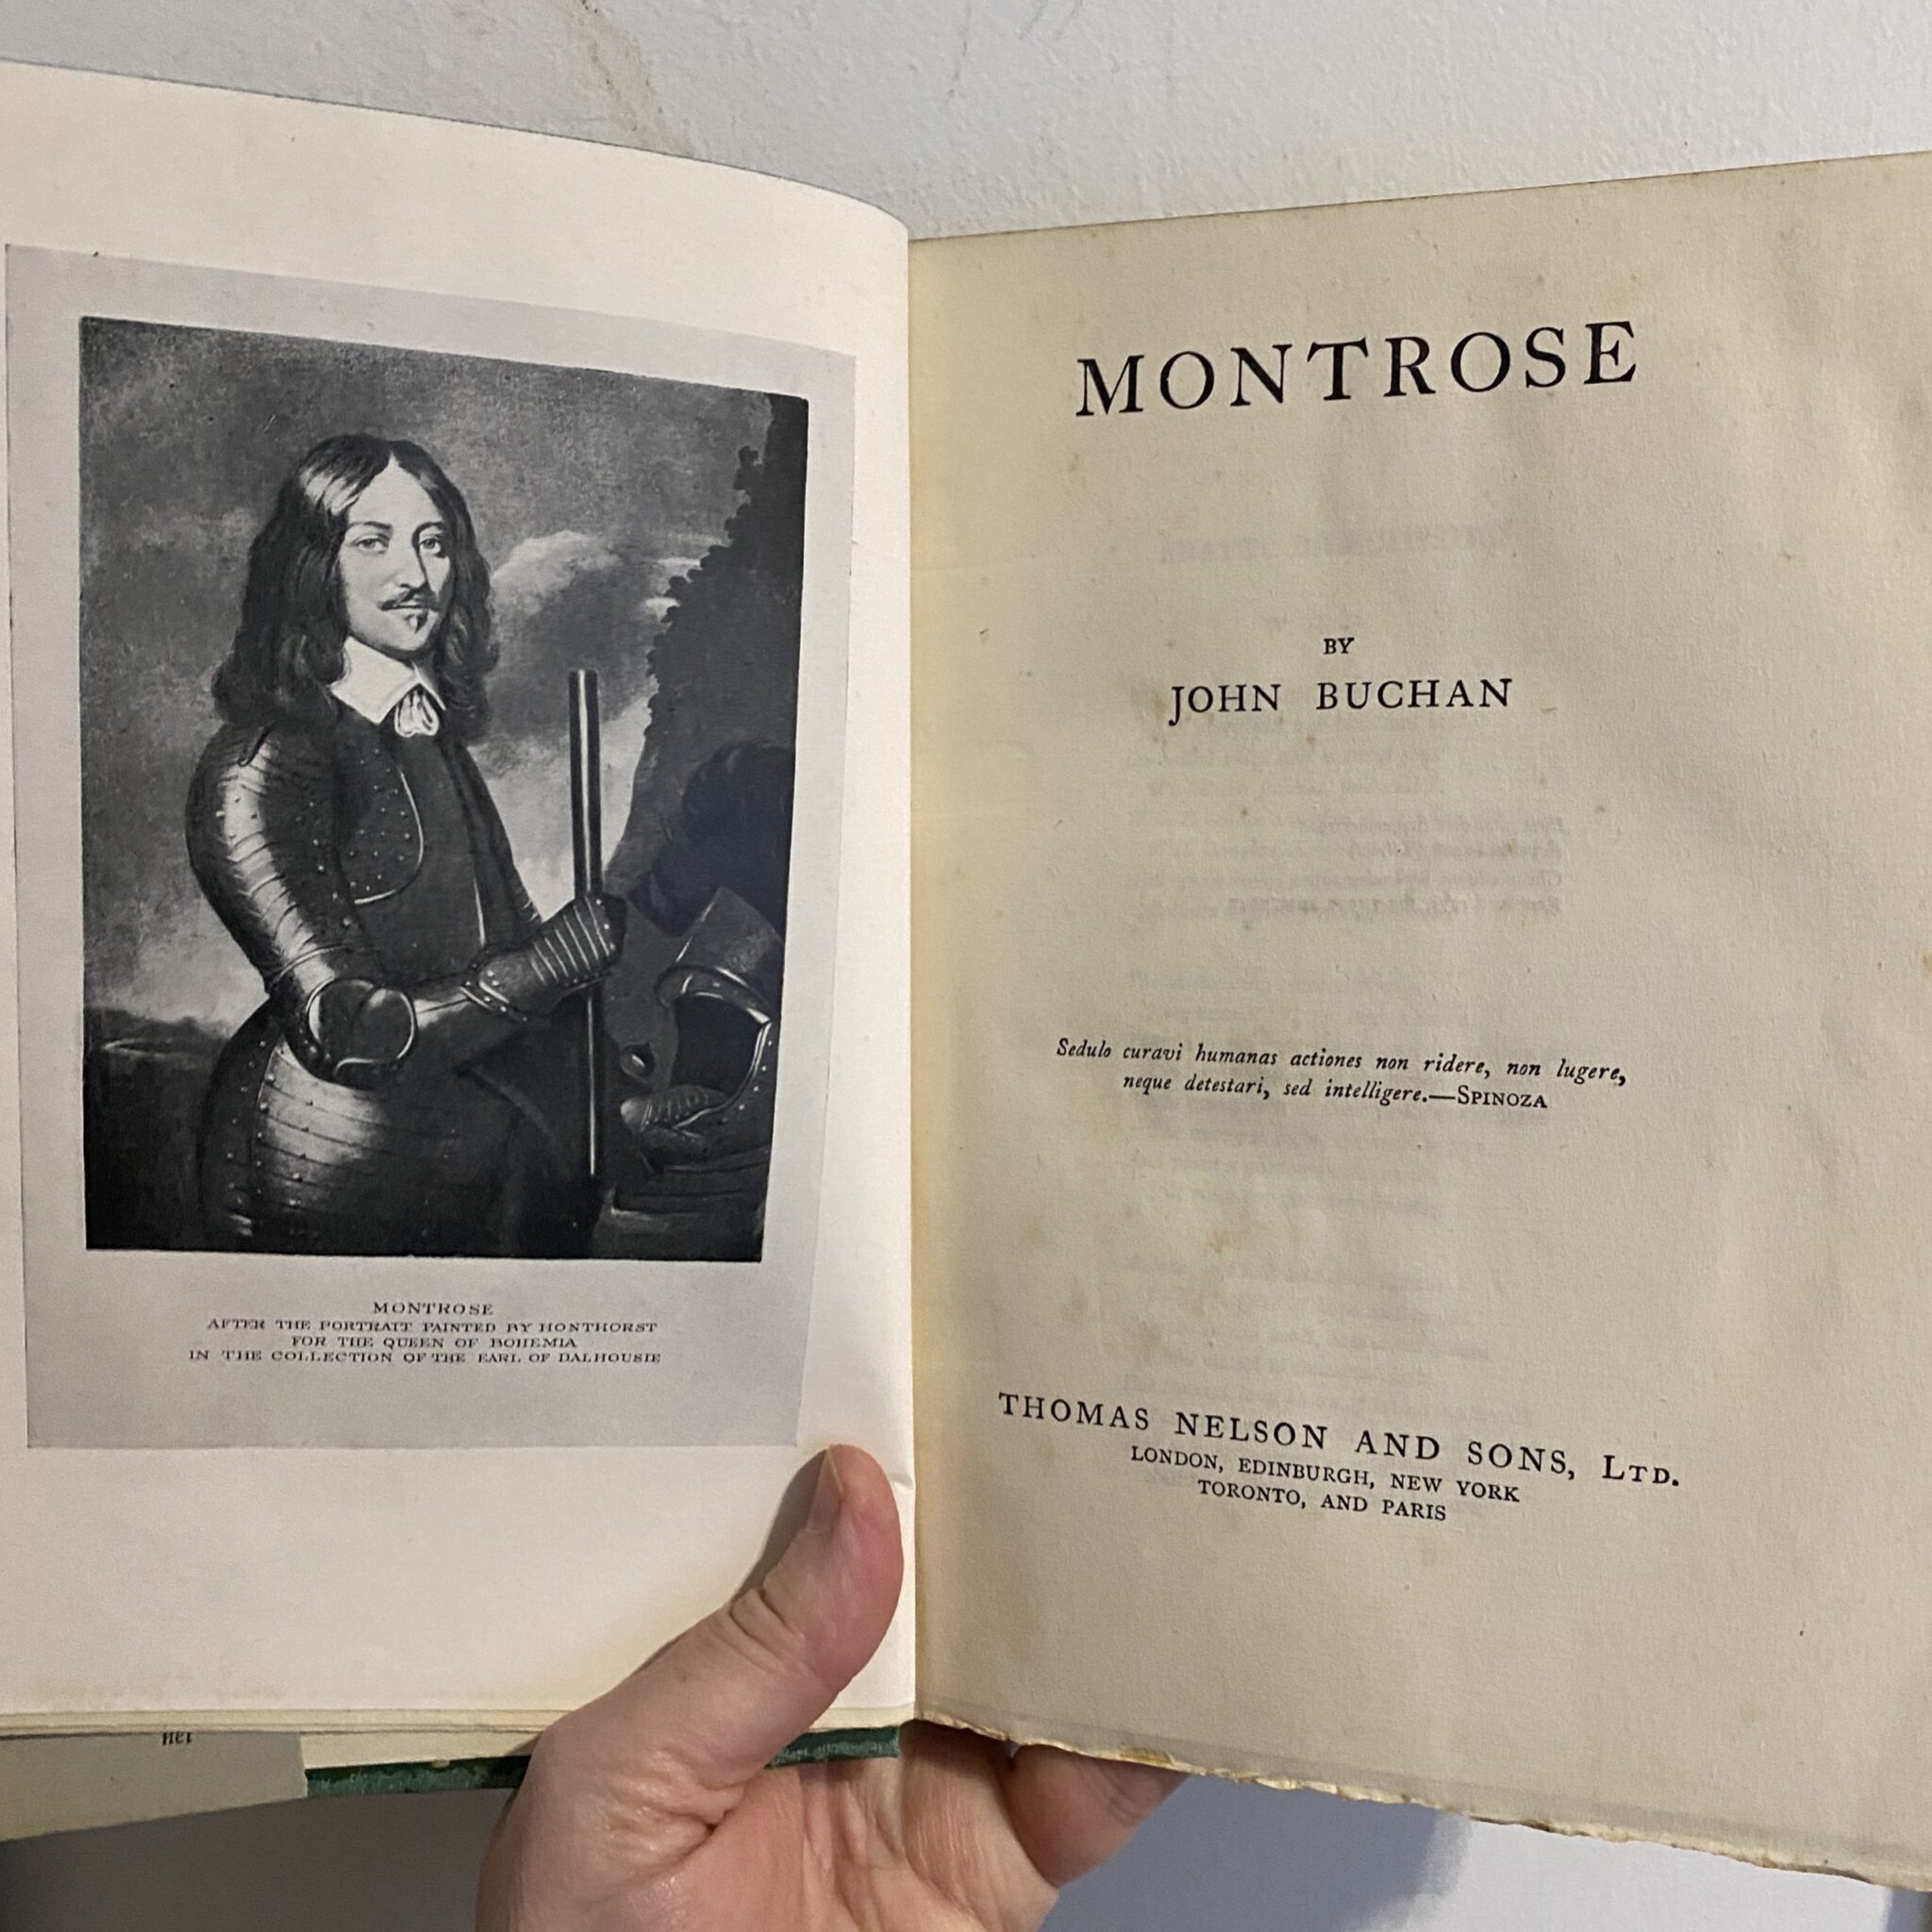 MONTROSE
AFTER THE PORTRAIT PAINTED BY HONTHORST
FOR THE QUEEN OF BOHEMIA
IN THE COLLECTION OF THE EARL OF DALHOUSIE
net
MONTROSE
BY
JOHN BUCHAN
Sedulo curavi humanas actiones non ridere, non lugere,
neque detestari, sed intelligere.—SPINOZA
THOMAS NELSON AND SONS, LTD.
LONDON, EDINBURGH, NEW YORK
TORONTO, AND PARIS